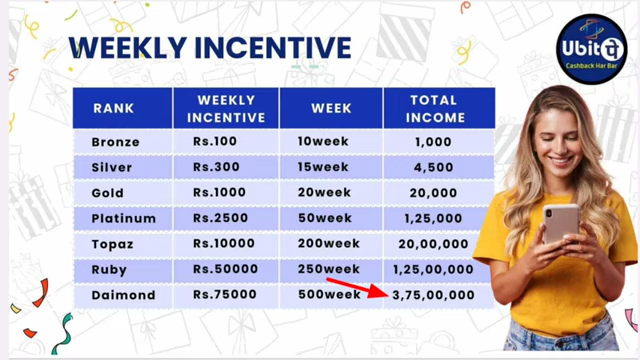 WEEKLY INCENTIVE
Ubit पे
Cashback Har Bar
RANK WEEKLY INCENTIVE WEEK TOTAL INCOME
Bronze Rs.100 10week 1,000
Silver Rs.300 15week 4,500
Gold Rs.1000 20week 20,000
Platinum Rs.2500 50week 1,25,000
Topaz Rs.10000 200week 20,00,000
Ruby Rs.50000 250week 1,25,00,000
Daimond Rs.75000 500week 3,75,00,000